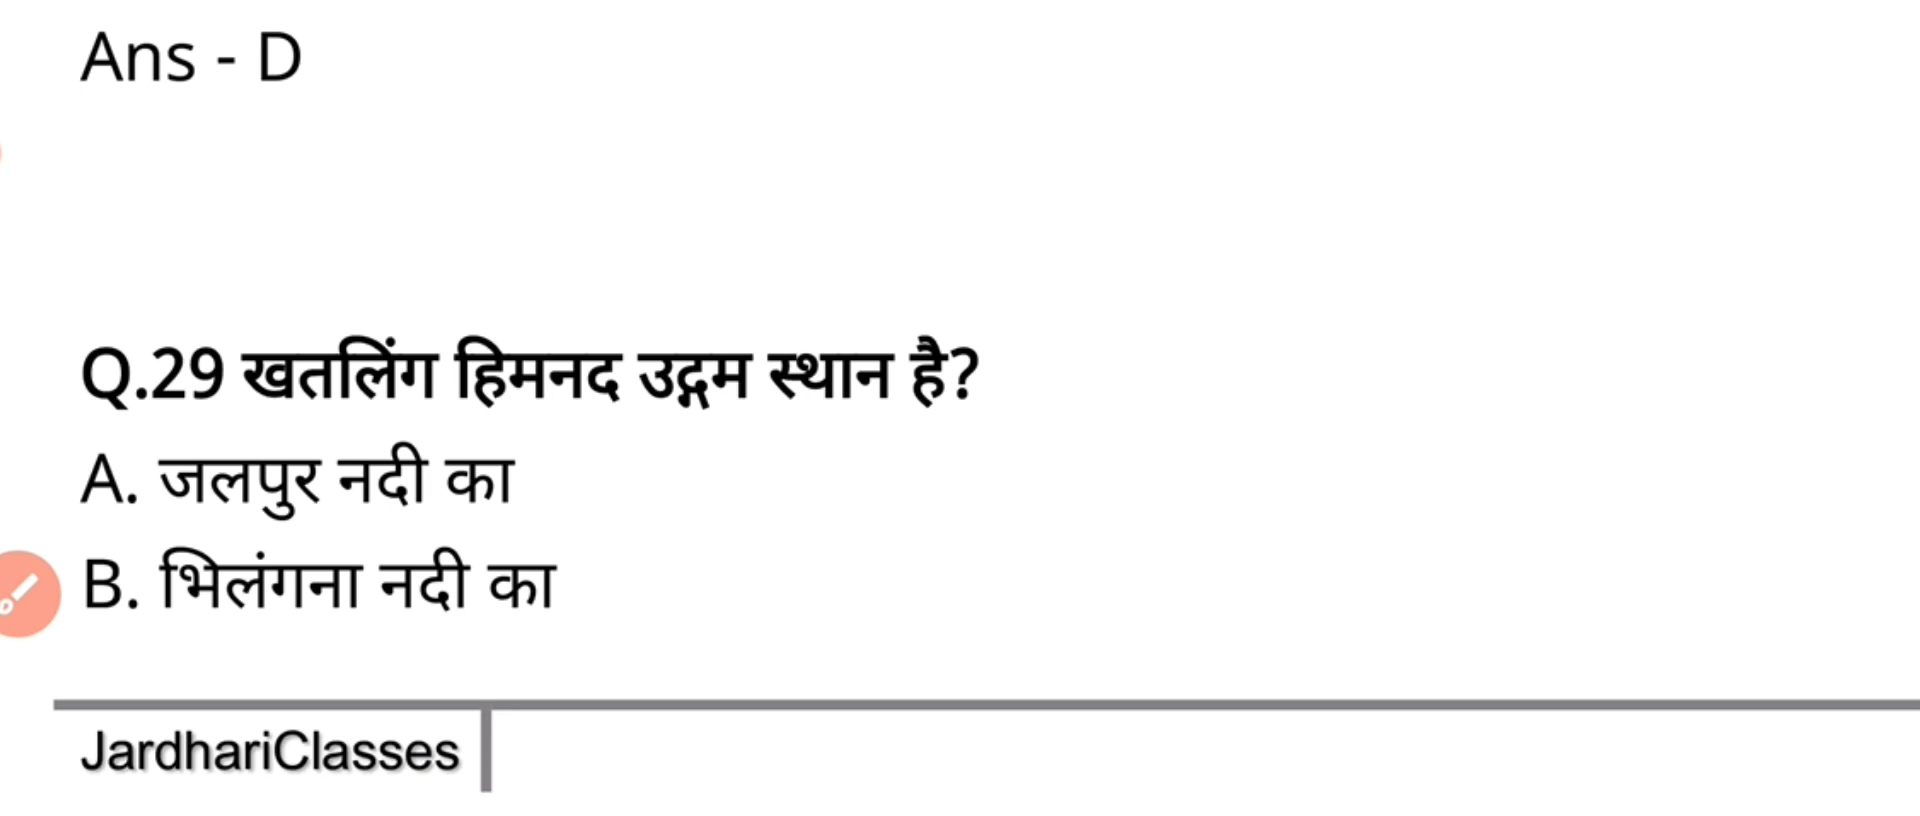 Ans - D
Q.29 खतलिंग हिमनद उद्गम स्थान है?
A. जलपुर नदी का
B. भिलंगना नदी का
JardhariClasses